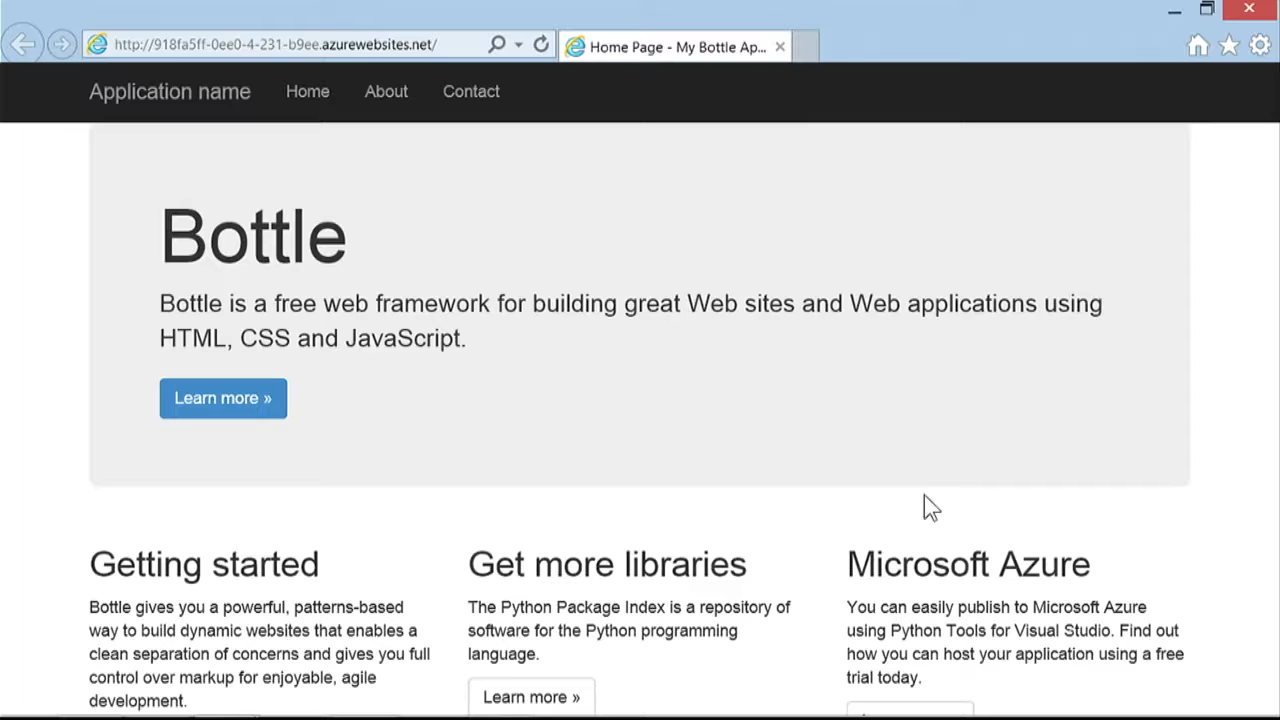 http://918fa5ff-0ee0-4-231-b9ee.azurewebsites.net/
Home Page - My Bottle Ap...
Application name
Home
About
Contact
Bottle
Bottle is a free web framework for building great Web sites and Web applications using
HTML, CSS and JavaScript.
Learn more »
Getting started
Bottle gives you a powerful, patterns-based
way to build dynamic websites that enables a
clean separation of concerns and gives you full
control over markup for enjoyable, agile
development.
Get more libraries
The Python Package Index is a repository of
software for the Python programming
language.
Learn more »
Microsoft Azure
You can easily publish to Microsoft Azure
using Python Tools for Visual Studio. Find out
how you can host your application using a free
trial today.